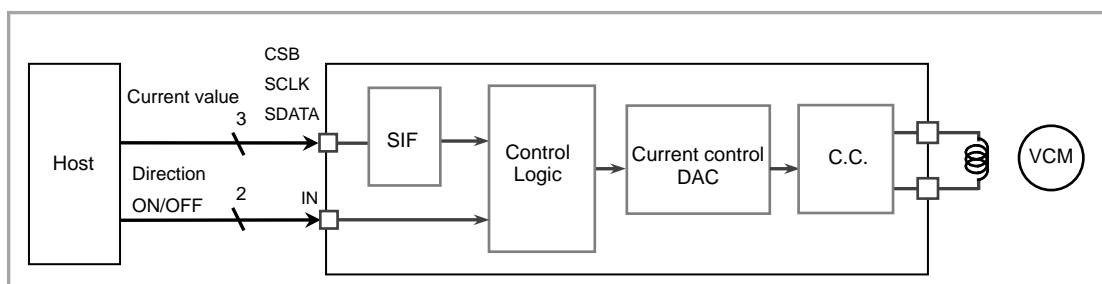 CSB
SCLK
SDATA
Current value
3
Host
Direction
ON/OFF
2
IN
SIF
Control
Logic
Current control
DAC
C.C.
VCM